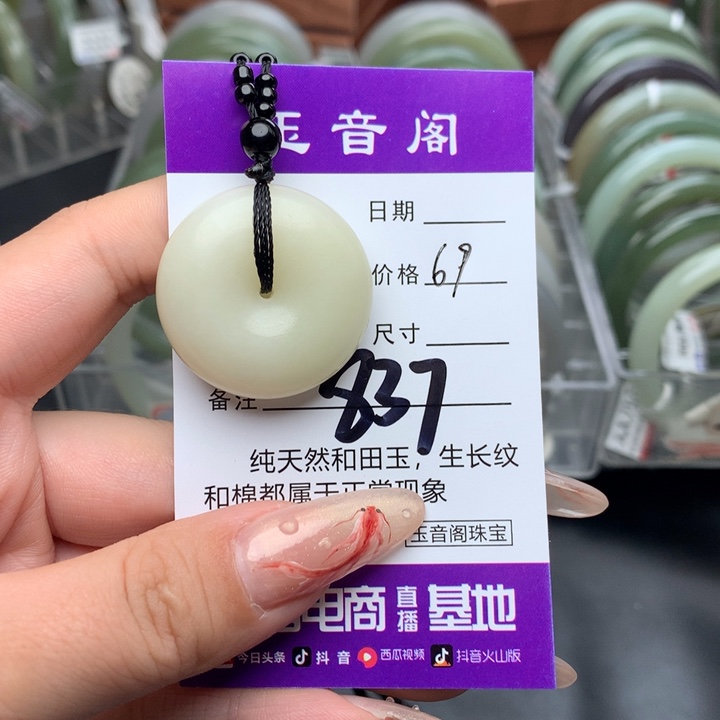 玉音阁
日期
价格 69
尺寸
备注 837
纯天然和田玉，生长纹
和棉都属于正常现象
玉音阁珠宝
电商 直播 基地
今日头条 抖音 西瓜视频 抖音火山版